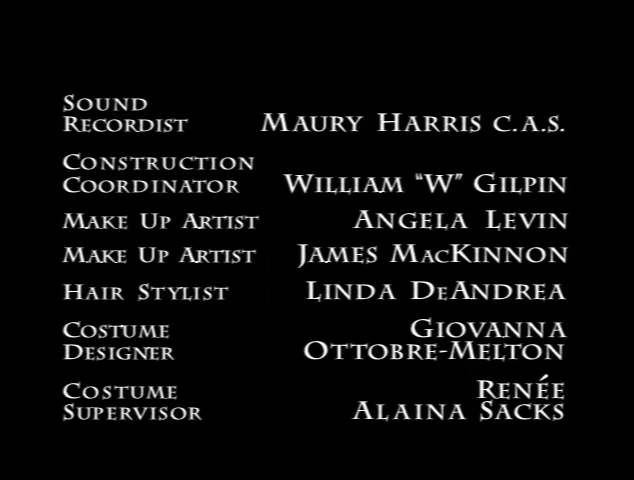 Sound
Recordist Maury Harris C.A.S.
Construction
Coordinator William "W" Gilpin
Make Up Artist Angela Levin
Make Up Artist James MacKinnon
Hair Stylist Linda DeAndrea
Costume Giovanna
Designer Ottobre-Melton
Costume Renée
Supervisor Alaina Sacks